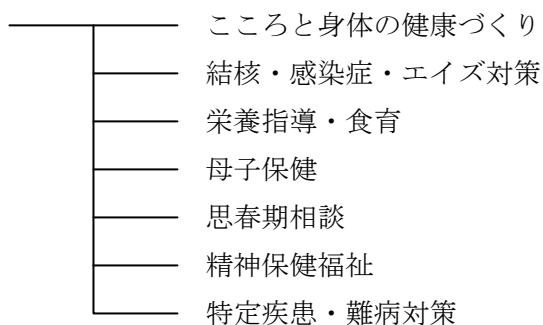 こころと身体の健康づくり
結核・感染症・エイズ対策
栄養指導・食育
母子保健
思春期相談
精神保健福祉
特定疾患・難病対策